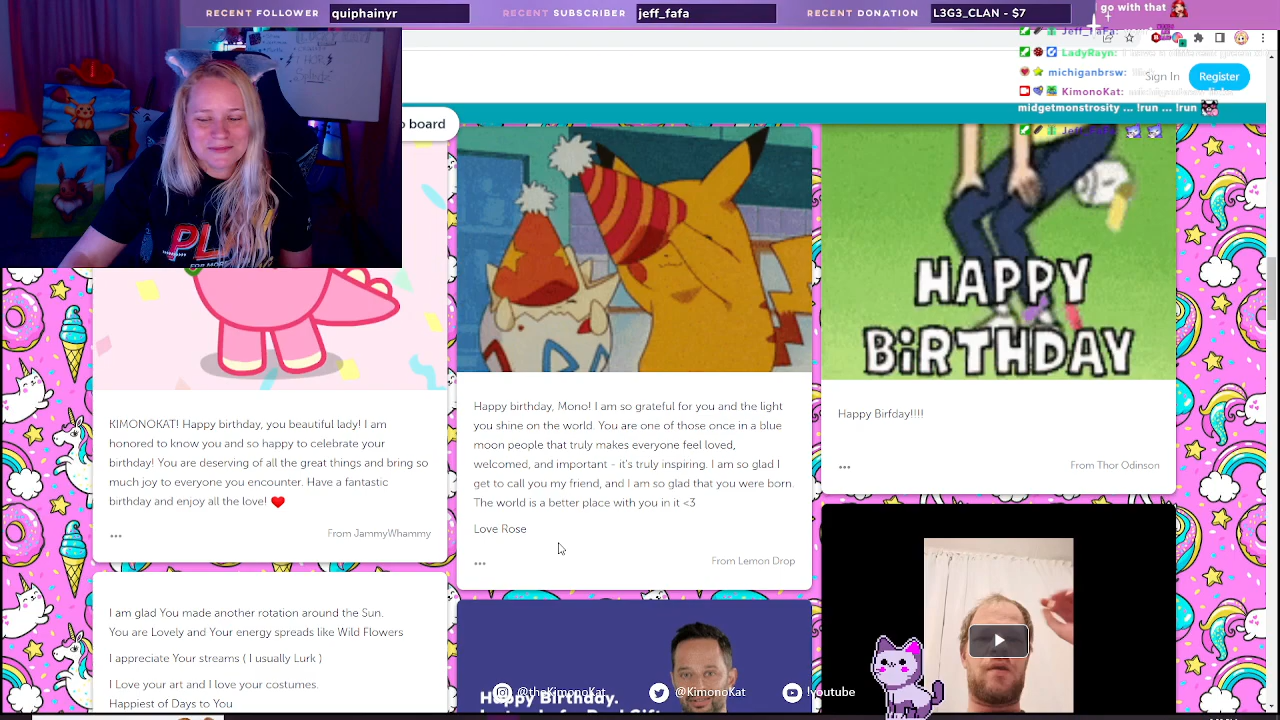 RECENT FOLLOWER quiphainyr RECENT SUBSCRIBER jeff_fafa RECENT DONATION L3G3_CLAN - $7
go with that
Jeff_FaFa:
LadyRayn:
michiganbrsw:
KimonoKat:
midgetmonstrosity ... !run ... !run
Jeff_FaFa:
Sign In Register
board
KIMONOKAT! Happy birthday, you beautiful lady! I am
honored to know you and so happy to celebrate your
birthday! You are deserving of all the great things and bring so
much joy to everyone you encounter. Have a fantastic
birthday and enjoy all the love! ❤️
From JammyWhammy
I am glad You made another rotation around the Sun.
You are Lovely and Your energy spreads like Wild Flowers
I appreciate Your streams ( I usually Lurk )
I Love your art and I love your costumes.
Happiest of Days to You
Happy birthday, Mono! I am so grateful for you and the light
you shine on the world. You are one of those once in a blue
moon people that truly makes everyone feel loved,
welcomed, and important - it's truly inspiring. I am so glad I
get to call you my friend, and I am so glad that you were born.
The world is a better place with you in it <3
Love Rose
From Lemon Drop
Happy Birthday.
HAPPY
BiRTHDAY
Happy Birfday!!!!
From Thor Odinson
@theKimonoKat @KimonoKat !youtube